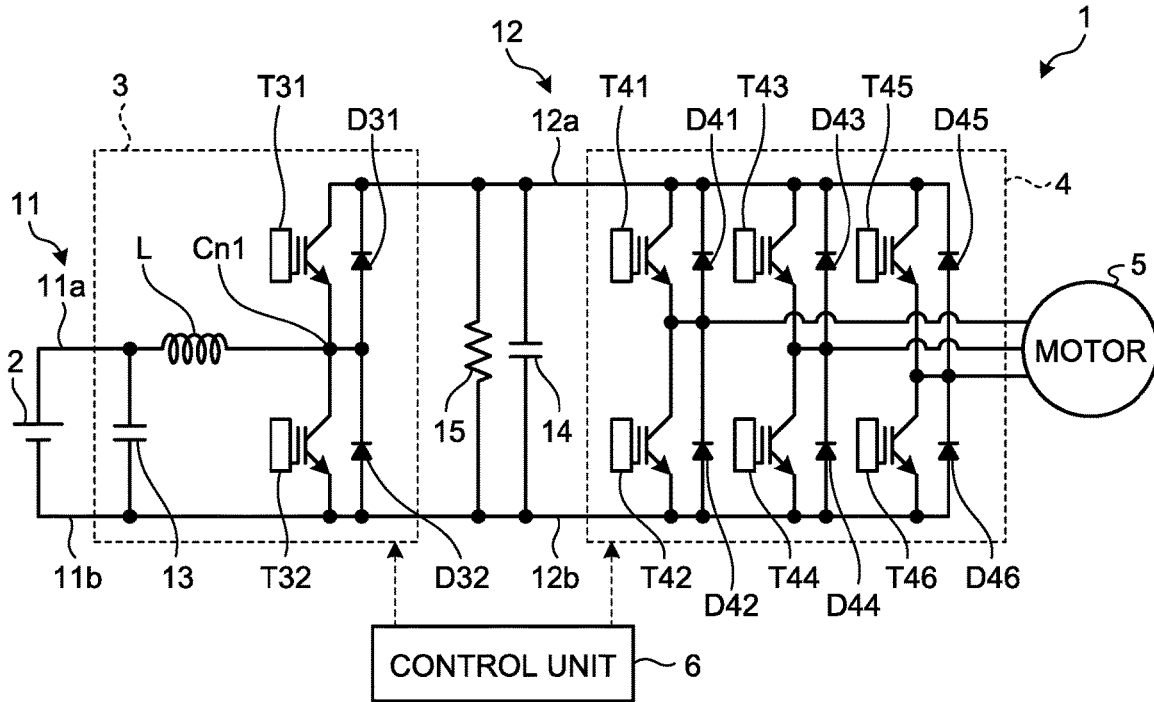 1
12
3
T31
T41
T43
T45
D31
12a
D41
D43
D45
4
11
L
Cn1
11a
5
MOTOR
2
15
14
11b
13
T32
D32
12b
T42
T44
T46
D46
D42
D44
CONTROL UNIT
6